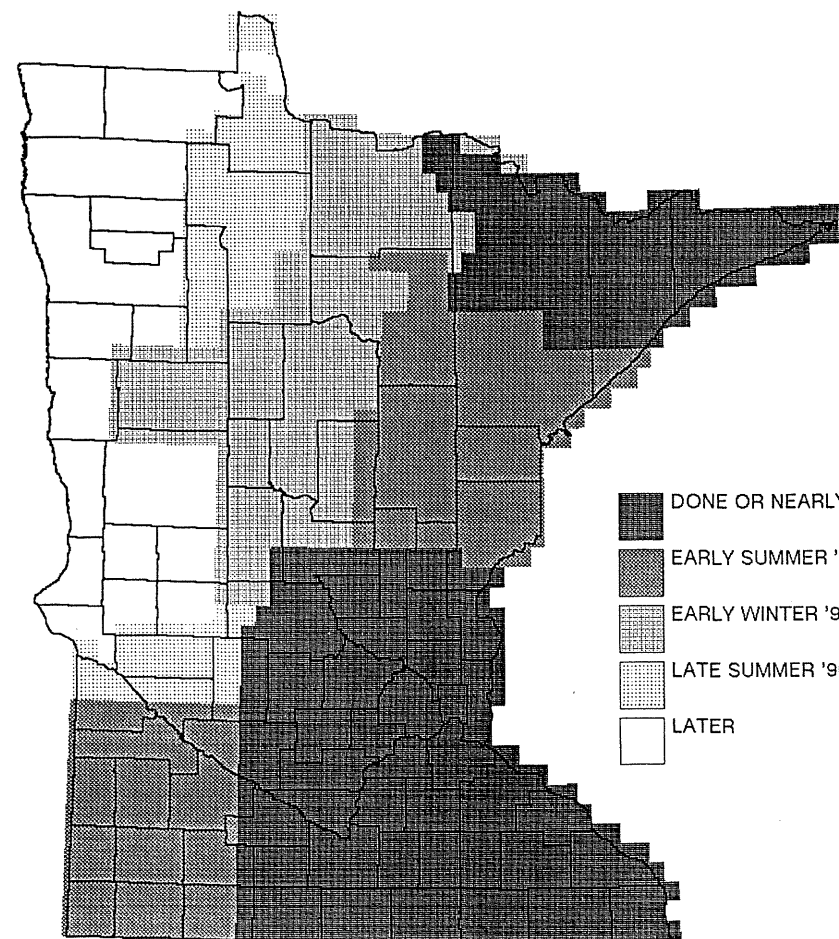 DONE OR NEARLY
EARLY SUMMER '
EARLY WINTER '9
LATE SUMMER '9
LATER